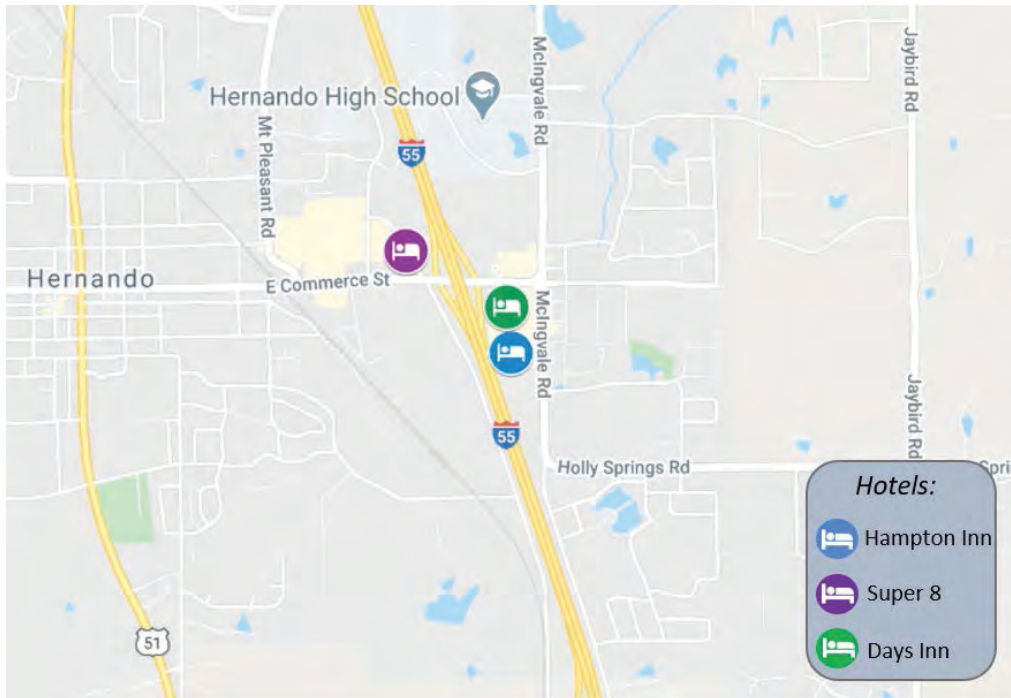 Hernando High School
McIngvale Rd
Jaybird Rd
Mt Pleasant Rd
55
Hernando
E Commerce St
McIngvale Rd
Jaybird Rd
55
Holly Springs Rd
Spri
Hotels:
Hampton Inn
Super 8
Days Inn
51